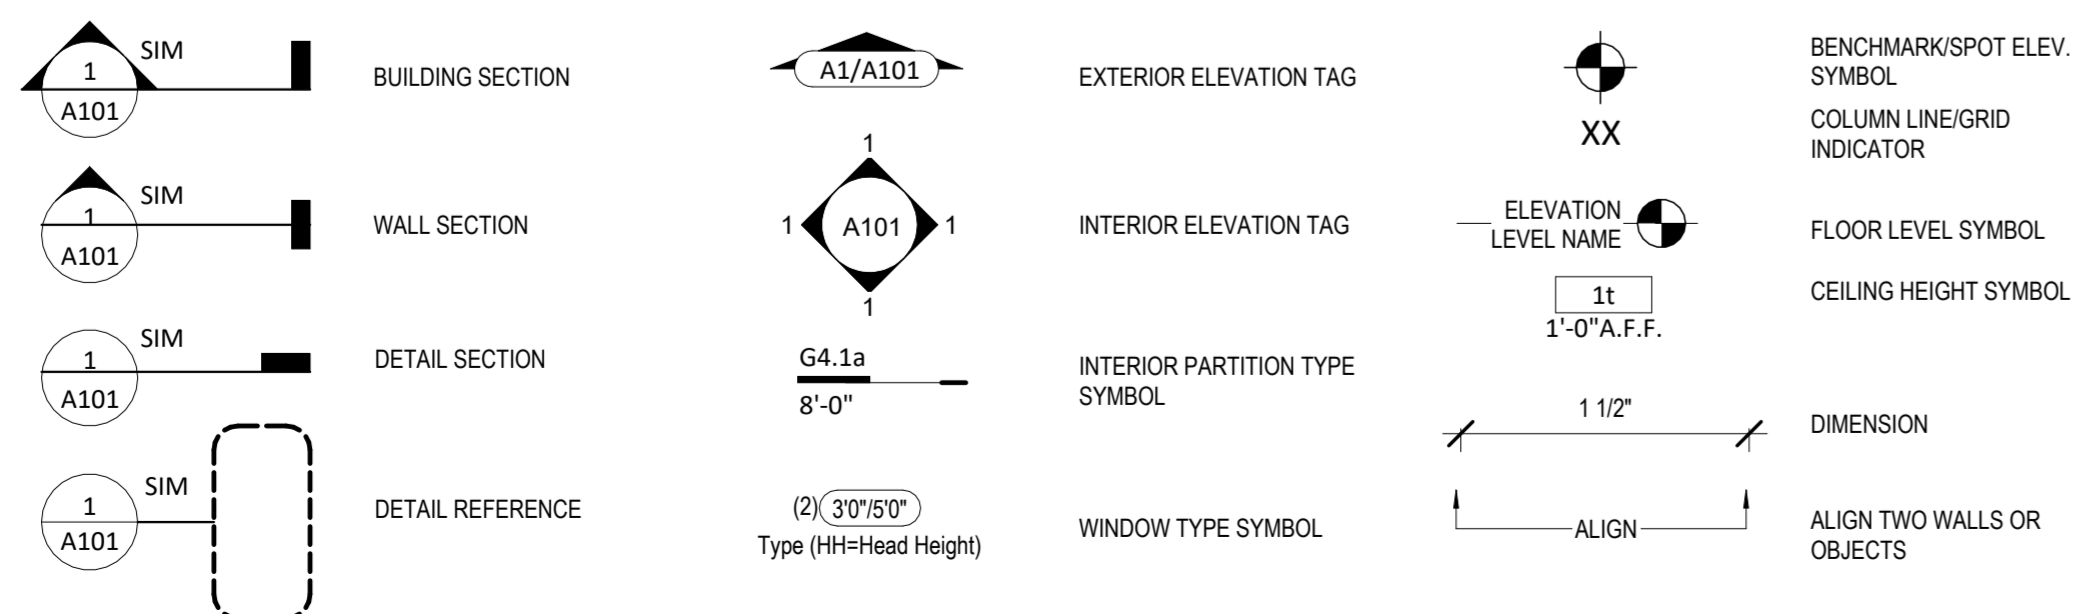 1
A101
SIM
BUILDING SECTION
1
A101
SIM
WALL SECTION
1
A101
SIM
DETAIL SECTION
1
A101
SIM
DETAIL REFERENCE
A1/A101
EXTERIOR ELEVATION TAG
1
1
A101
1
1
INTERIOR ELEVATION TAG
G4.1a
8'-0"
INTERIOR PARTITION TYPE
SYMBOL
(2) 3'0"/5'0"
Type (HH=Head Height)
WINDOW TYPE SYMBOL
BENCHMARK/SPOT ELEV.
SYMBOL
XX
COLUMN LINE/GRID
INDICATOR
ELEVATION
LEVEL NAME
FLOOR LEVEL SYMBOL
1t
1'-0"A.F.F.
CEILING HEIGHT SYMBOL
1 1/2"
DIMENSION
ALIGN
ALIGN TWO WALLS OR
OBJECTS